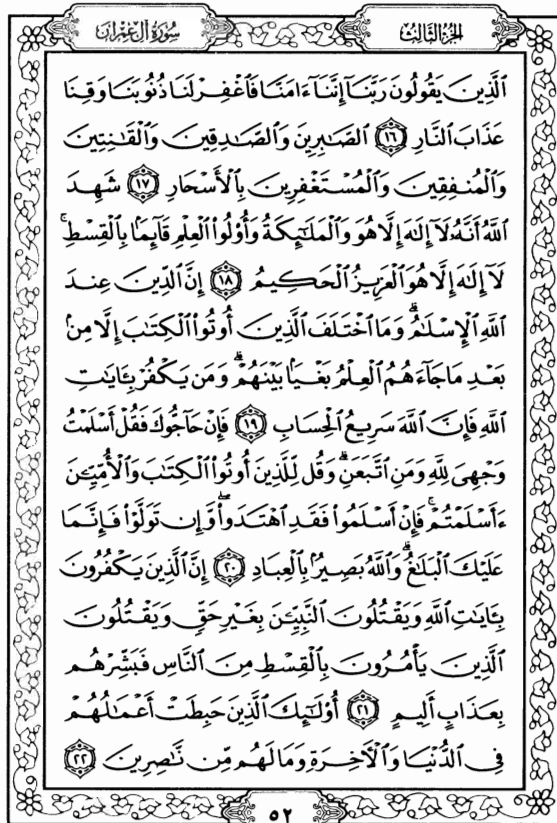 سُورَةُ آلِ عِمْرَانَ
الجُزْءُ الثَّالِثُ
ٱلَّذِينَ يَقُولُونَ رَبَّنَآ إِنَّنَآ ءَامَنَّا فَٱغْفِرْ لَنَا ذُنُوبَنَا وَقِنَا
عَذَابَ ٱلنَّارِ ١٦ ٱلصَّٰبِرِينَ وَٱلصَّٰدِقِينَ وَٱلْقَٰنِتِينَ
وَٱلْمُنفِقِينَ وَٱلْمُسْتَغْفِرِينَ بِٱلْأَسْحَارِ ١٧ شَهِدَ
ٱللَّهُ أَنَّهُۥ لَآ إِلَٰهَ إِلَّا هُوَ وَٱلْمَلَٰٓئِكَةُ وَأُو۟لُوا۟ ٱلْعِلْمِ قَآئِمًۢا بِٱلْقِسْطِۚ
لَآ إِلَٰهَ إِلَّا هُوَ ٱلْعَزِيزُ ٱلْحَكِيمُ ١٨ إِنَّ ٱلدِّينَ عِندَ
ٱللَّهِ ٱلْإِسْلَٰمُۗ وَمَا ٱخْتَلَفَ ٱلَّذِينَ أُوتُوا۟ ٱلْكِتَٰبَ إِلَّا مِنۢ
بَعْدِ مَا جَآءَهُمُ ٱلْعِلْمُ بَغْيًۢا بَيْنَهُمْۗ وَمَن يَكْفُرْ بِـَٔايَٰتِ
ٱللَّهِ فَإِنَّ ٱللَّهَ سَرِيعُ ٱلْحِسَابِ ١٩ فَإِنْ حَآجُّوكَ فَقُلْ أَسْلَمْتُ
وَجْهِىَ لِلَّهِ وَمَنِ ٱتَّبَعَنِۗ وَقُل لِّلَّذِينَ أُوتُوا۟ ٱلْكِتَٰبَ وَٱلْأُمِّيِّـۧنَ
ءَأَسْلَمْتُمْۚ فَإِنْ أَسْلَمُوا۟ فَقَدِ ٱهْتَدَوا۟ۖ وَّإِن تَوَلَّوْا۟ فَإِنَّمَا
عَلَيْكَ ٱلْبَلَٰغُۗ وَٱللَّهُ بَصِيرٌۢ بِٱلْعِبَادِ ٢٠ إِنَّ ٱلَّذِينَ يَكْفُرُونَ
بِـَٔايَٰتِ ٱللَّهِ وَيَقْتُلُونَ ٱلنَّبِيِّـۧنَ بِغَيْرِ حَقٍّ وَيَقْتُلُونَ
ٱلَّذِينَ يَأْمُرُونَ بِٱلْقِسْطِ مِنَ ٱلنَّاسِ فَبَشِّرْهُم
بِعَذَابٍ أَلِيمٍ ٢١ أُو۟لَٰٓئِكَ ٱلَّذِينَ حَبِطَتْ أَعْمَٰلُهُمْ
فِى ٱلدُّنْيَا وَٱلْءَاخِرَةِ وَمَا لَهُم مِّن نَّٰصِرِينَ ٢٢
٥٢